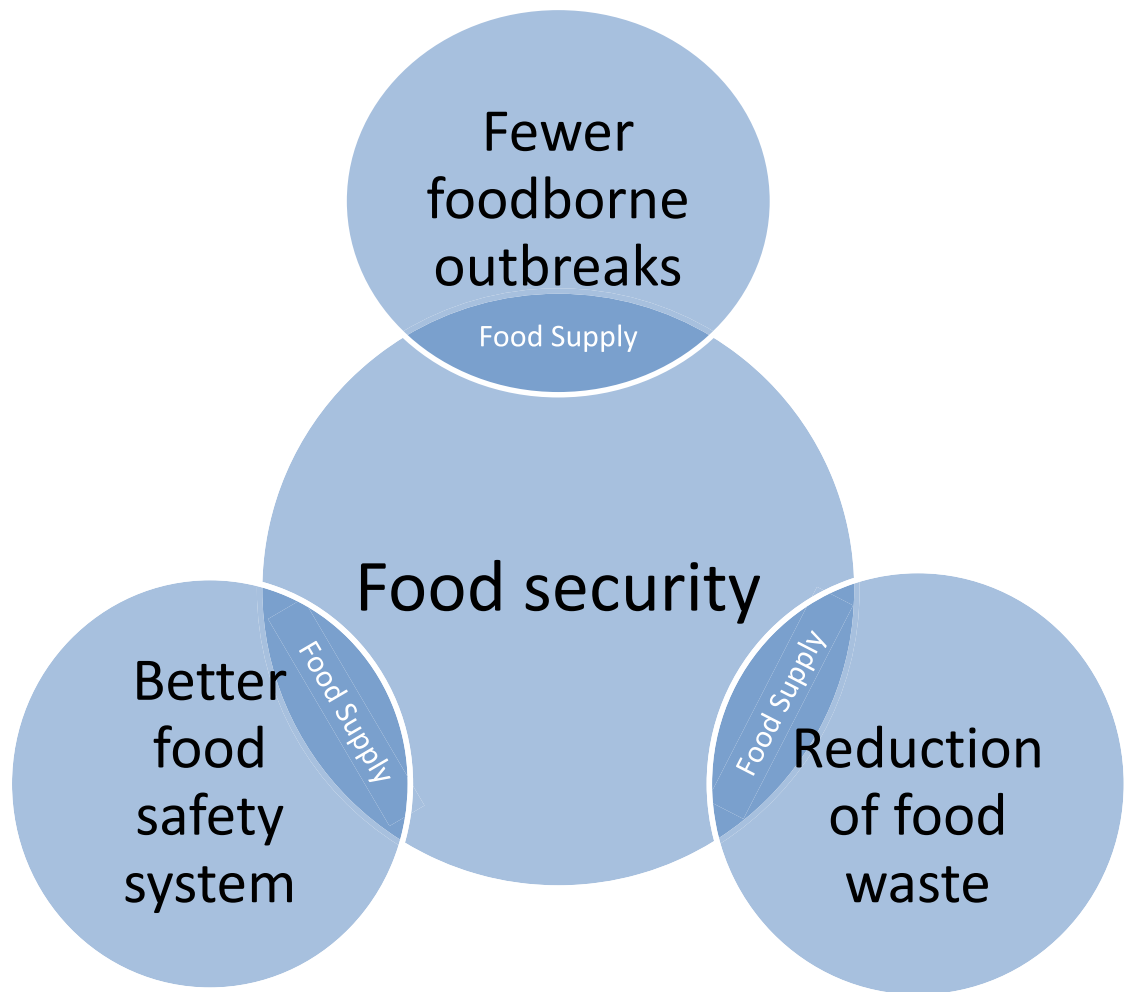 Fewer
foodborne
outbreaks
Food Supply
Food security
Better
food
safety
system
Food Supply
Food Supply
Reduction
of food
waste